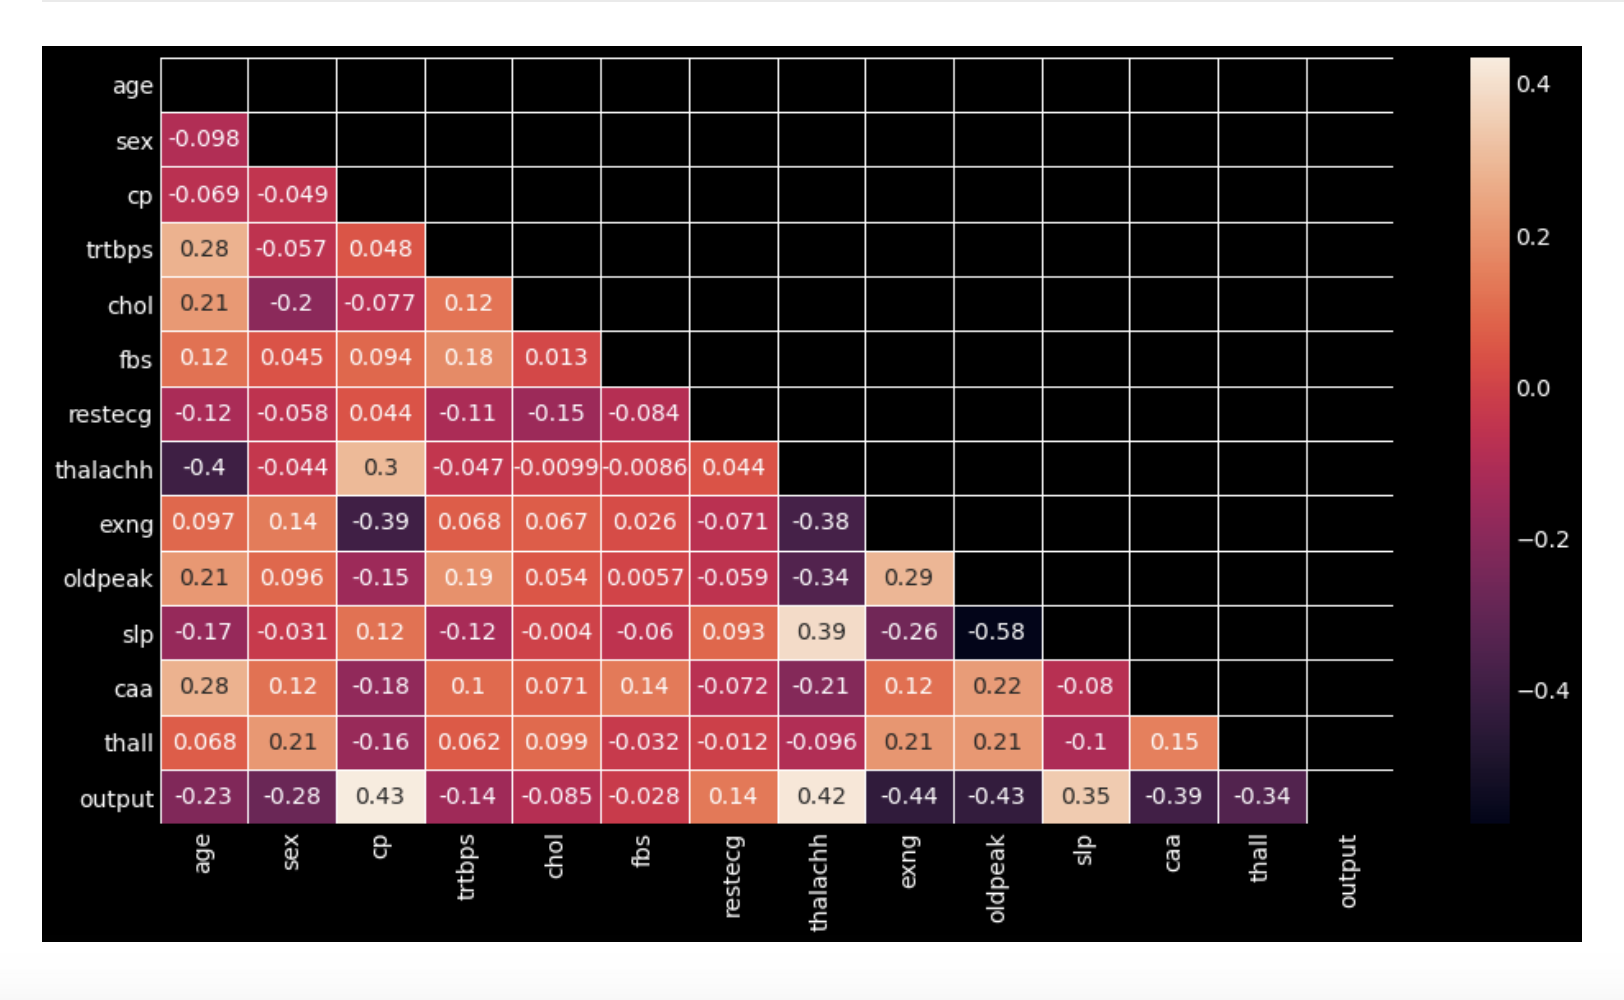 age
sex -0.098
cp -0.069 -0.049
trtbps 0.28 -0.057 0.048
chol 0.21 -0.2 -0.077 0.12
fbs 0.12 0.045 0.094 0.18 0.013
restecg -0.12 -0.058 0.044 -0.11 -0.15 -0.084
thalachh -0.4 -0.044 0.3 -0.047 -0.0099 -0.0086 0.044
exng 0.097 0.14 -0.39 0.068 0.067 0.026 -0.071 -0.38
oldpeak 0.21 0.096 -0.15 0.19 0.054 0.0057 -0.059 -0.34 0.29
slp -0.17 -0.031 0.12 -0.12 -0.004 -0.06 0.093 0.39 -0.26 -0.58
caa 0.28 0.12 -0.18 0.1 0.071 0.14 -0.072 -0.21 0.12 0.22 -0.08
thall 0.068 0.21 -0.16 0.062 0.099 -0.032 -0.012 -0.096 0.21 0.21 -0.1 0.15
output -0.23 -0.28 0.43 -0.14 -0.085 -0.028 0.14 0.42 -0.44 -0.43 0.35 -0.39 -0.34
age sex cp trtbps chol fbs restecg thalachh exng oldpeak slp caa thall output
0.4
0.2
0.0
−0.2
−0.4